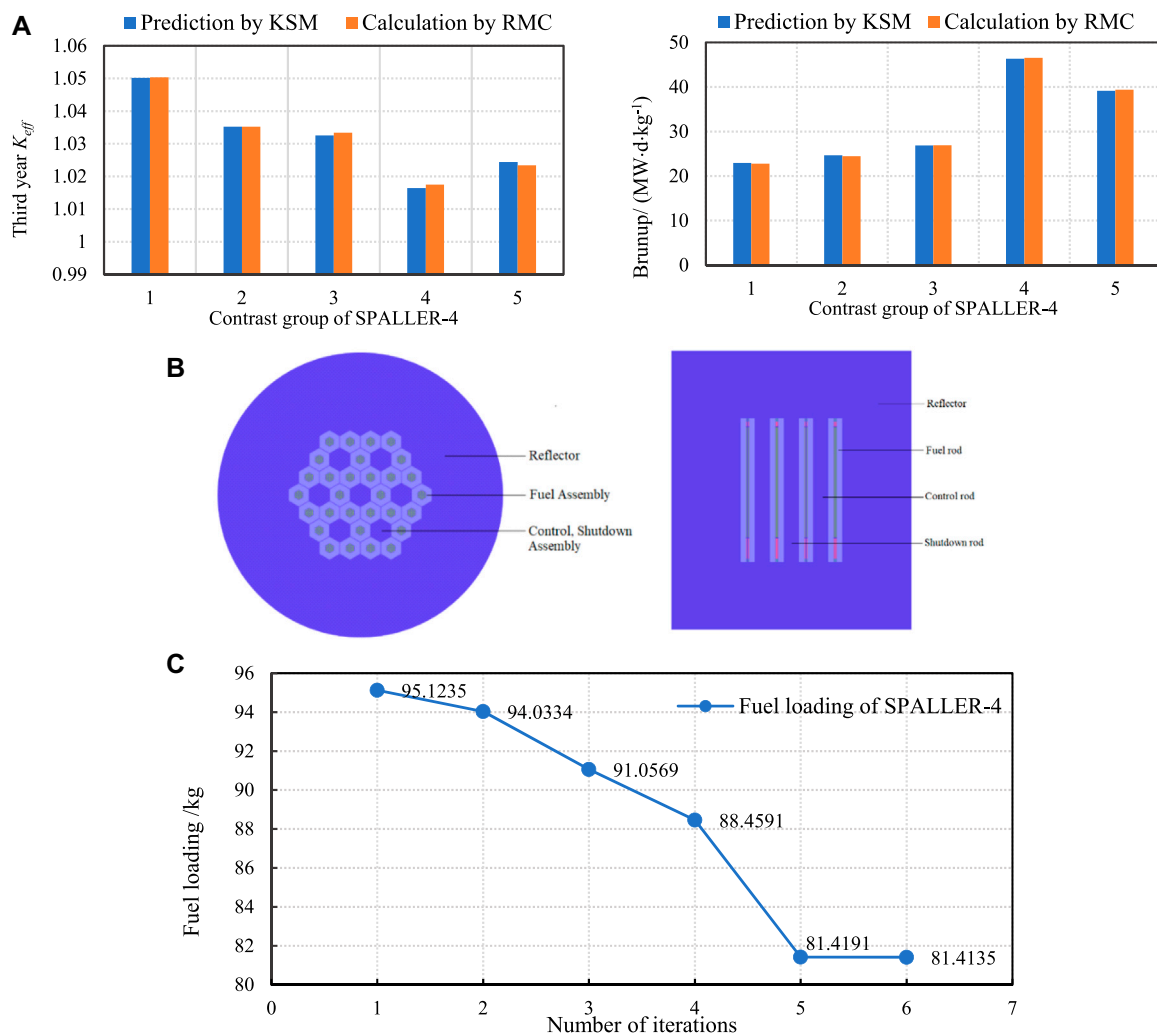 A
Prediction by KSM
Calculation by RMC
1.06
1.05
1.04
1.03
1.02
1.01
1
0.99
Third year Keff
1 2 3 4 5
Contrast group of SPALLER-4
Prediction by KSM
Calculation by RMC
50
40
30
20
10
0
Brunup/ (MW·d·kg⁻¹)
1 2 3 4 5
Contrast group of SPALLER-4
B
Reflector
Fuel Assembly
Control, Shutdown
Assembly
Reflector
Fuel rod
Control rod
Shutdown rod
C
96
94
92
90
88
86
84
82
80
Fuel loading /kg
Fuel loading of SPALLER-4
95.1235
94.0334
91.0569
88.4591
81.4191
81.4135
0 1 2 3 4 5 6 7
Number of iterations